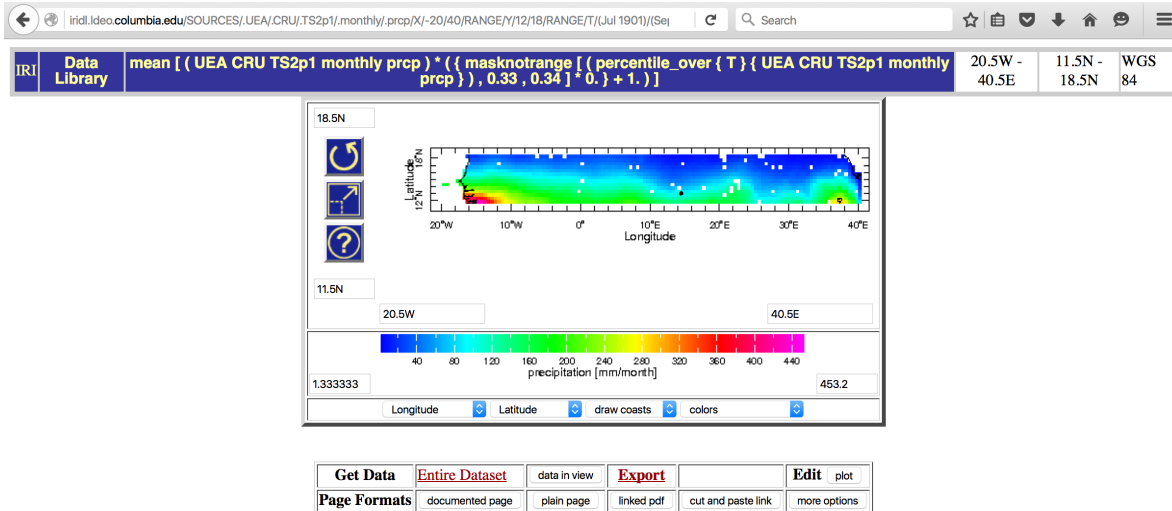 iridl.ldeo.columbia.edu/SOURCES/.UEA/.CRU/.TS2p1/.monthly/.prcp/X/-20/40/RANGE/Y/12/18/RANGE/T/(Jul 1901)/(Sep
Search
IRI
Data Library
mean [ ( UEA CRU TS2p1 monthly prcp ) * ( { masknotrange [ ( percentile_over { T } { UEA CRU TS2p1 monthly
prcp } ) , 0.33 , 0.34 ] * 0. } + 1. ) ]
20.5W - 40.5E
11.5N - 18.5N
WGS 84
18.5N
Latitude
18°N
12°N
20°W 10°W 0° 10°E 20°E 30°E 40°E
Longitude
11.5N
20.5W
40.5E
40 80 120 160 200 240 280 320 360 400 440
precipitation [mm/month]
1.333333
453.2
Longitude Latitude draw coasts colors
Get Data Entire Dataset data in view Export Edit plot
Page Formats documented page plain page linked pdf cut and paste link more options